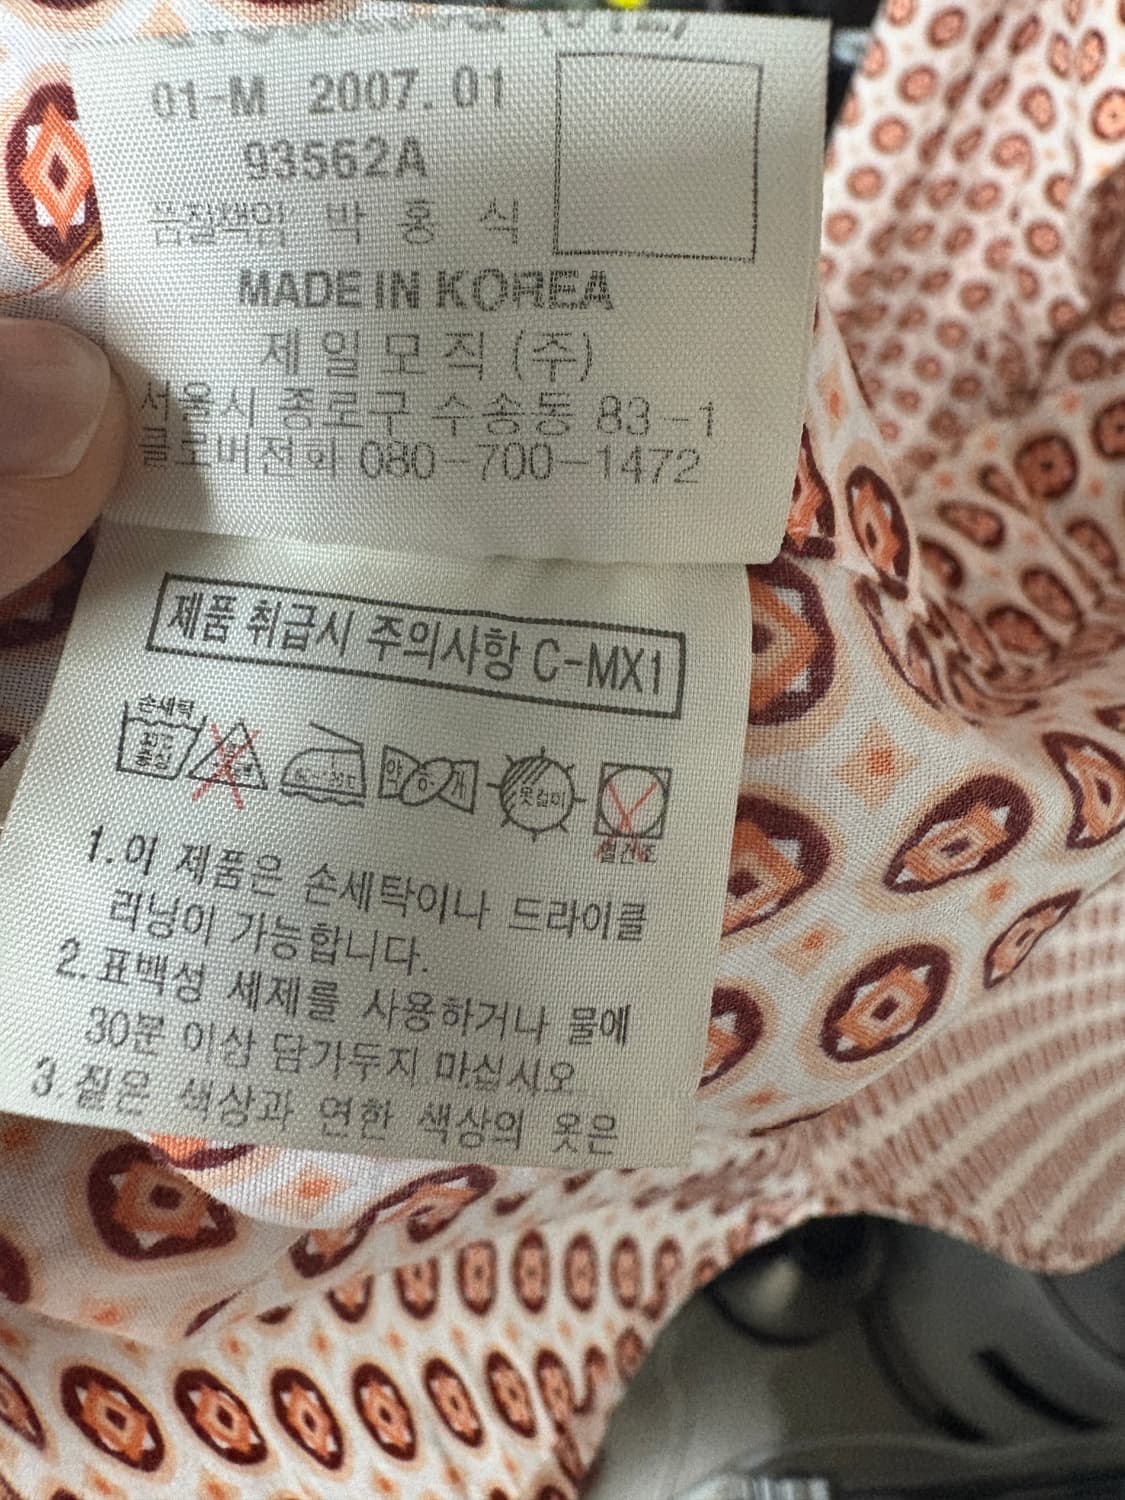 01-M 2007. 01
93562A
품질책임 박 홍 식
MADE IN KOREA
제 일 모 직 (주)
서울시 종로구 수송동 83-1
클로버전화 080-700-1472
제품 취급시 주의사항 C-MX1
손세탁
중성
약 하 게
옷걸이
1. 이 제품은 손세탁이나 드라이클
리닝이 가능합니다.
2. 표백성 세제를 사용하거나 물에
30분 이상 담가두지 마십시오
3. 짙은 색상과 연한 색상의 옷은